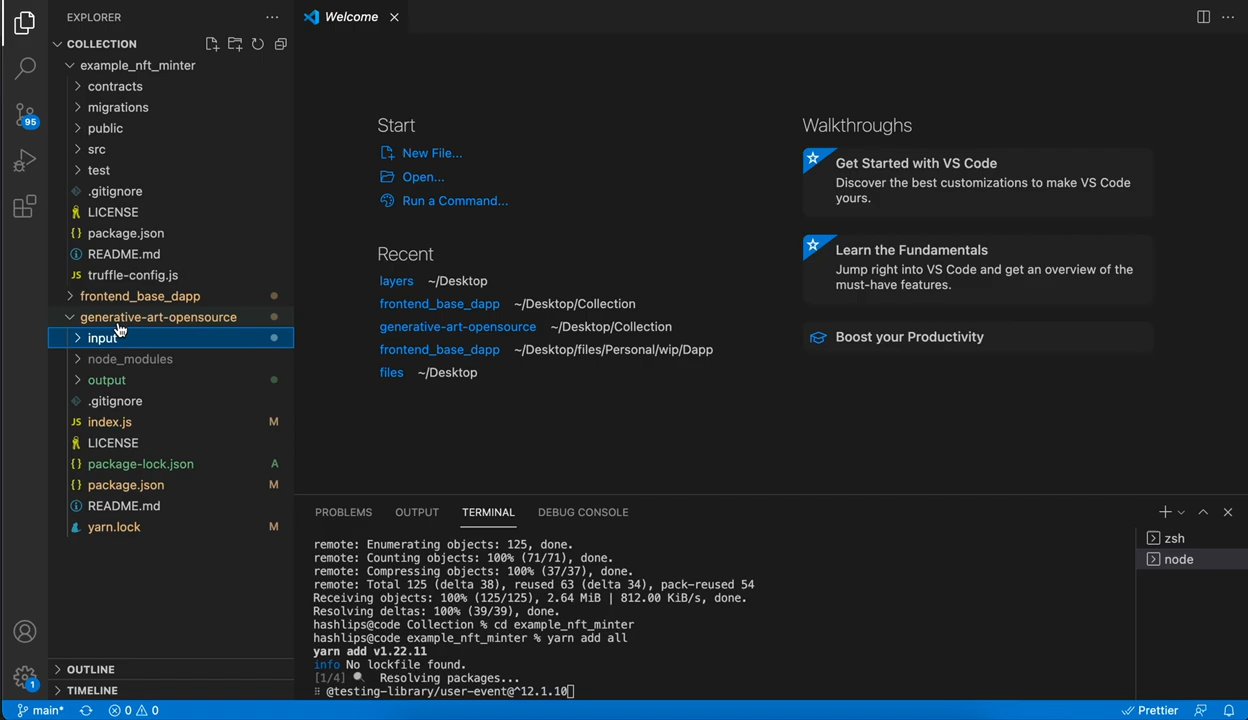 EXPLORER
COLLECTION
example_nft_minter
contracts
migrations
public
src
test
.gitignore
LICENSE
package.json
README.md
truffle-config.js
frontend_base_dapp
generative-art-opensource
input
node_modules
output
.gitignore
index.js M
LICENSE
package-lock.json A
package.json M
README.md
yarn.lock M
OUTLINE
TIMELINE
95
1
Welcome
Start
New File...
Open...
Run a Command...
Recent
layers ~/Desktop
frontend_base_dapp ~/Desktop/Collection
generative-art-opensource ~/Desktop/Collection
frontend_base_dapp ~/Desktop/files/Personal/wip/Dapp
files ~/Desktop
Walkthroughs
Get Started with VS Code
Discover the best customizations to make VS Code
yours.
Learn the Fundamentals
Jump right into VS Code and get an overview of the
must-have features.
Boost your Productivity
PROBLEMS OUTPUT TERMINAL DEBUG CONSOLE
remote: Enumerating objects: 125, done.
remote: Counting objects: 100% (71/71), done.
remote: Compressing objects: 100% (37/37), done.
remote: Total 125 (delta 38), reused 63 (delta 34), pack-reused 54
Receiving objects: 100% (125/125), 2.64 MiB | 812.00 KiB/s, done.
Resolving deltas: 100% (39/39), done.
hashlips@code Collection % cd example_nft_minter
hashlips@code example_nft_minter % yarn add all
yarn add v1.22.11
info No lockfile found.
[1/4] 🔍 Resolving packages...
⠇ @testing-library/user-event@^12.1.10
zsh
node
main* 0 0
Prettier